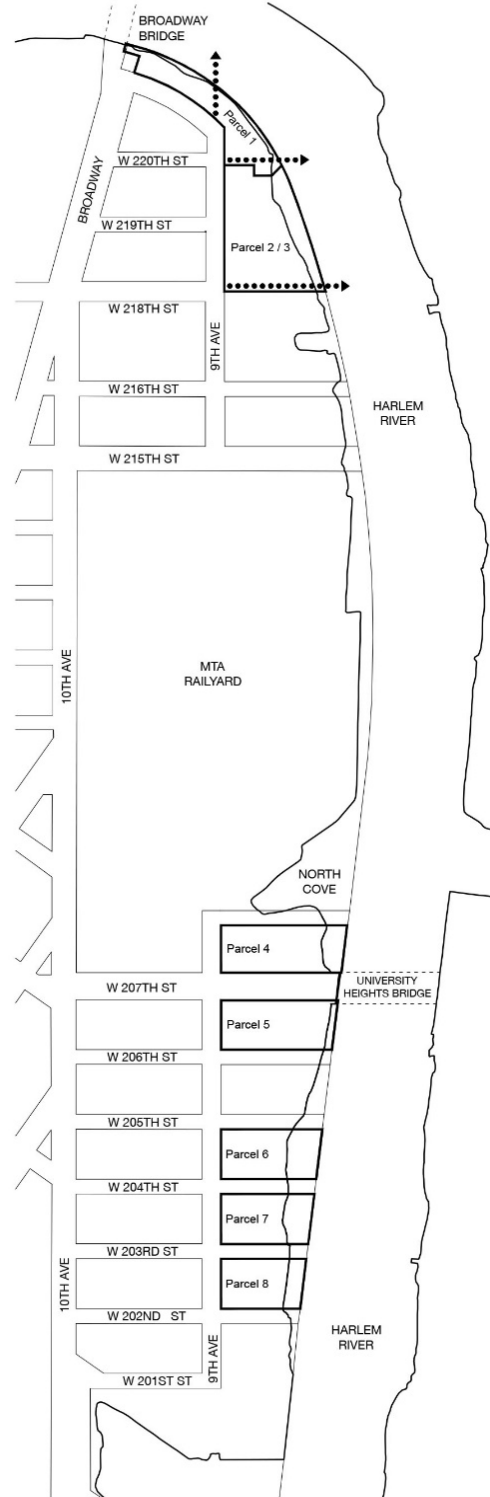 BROADWAY
BRIDGE
Parcel 1
W 220TH ST
BROADWAY
W 219TH ST
Parcel 2 / 3
W 218TH ST
9TH AVE
W 216TH ST
HARLEM
RIVER
W 215TH ST
10TH AVE
MTA
RAILYARD
NORTH
COVE
Parcel 4
W 207TH ST
UNIVERSITY
HEIGHTS BRIDGE
Parcel 5
W 206TH ST
W 205TH ST
Parcel 6
W 204TH ST
Parcel 7
W 203RD ST
10TH AVE
Parcel 8
W 202ND ST
9TH AVE
HARLEM
RIVER
W 201ST ST